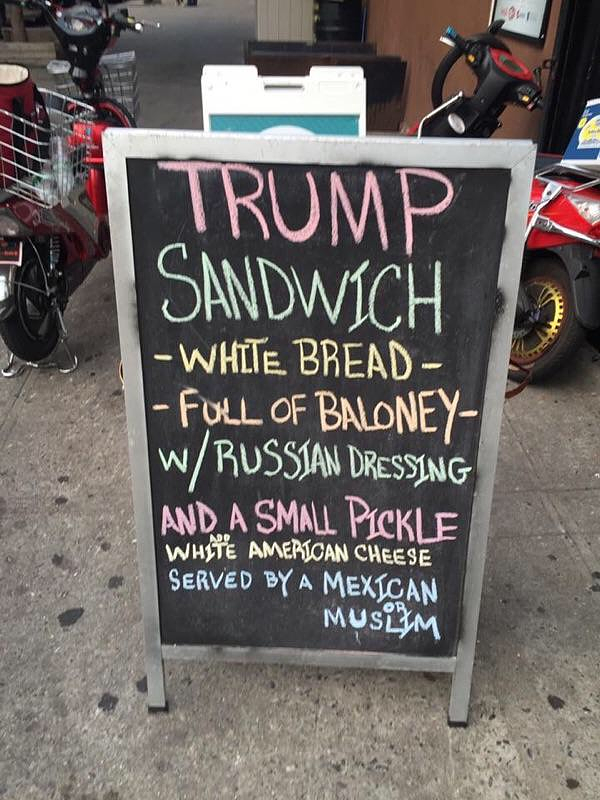 TRUMP
SANDWICH
- WHITE BREAD -
- FULL OF BALONEY -
W/ RUSSIAN DRESSING
AND A SMALL PICKLE
ADD
WHITE AMERICAN CHEESE
SERVED BY A MEXICAN
OR
MUSLIM